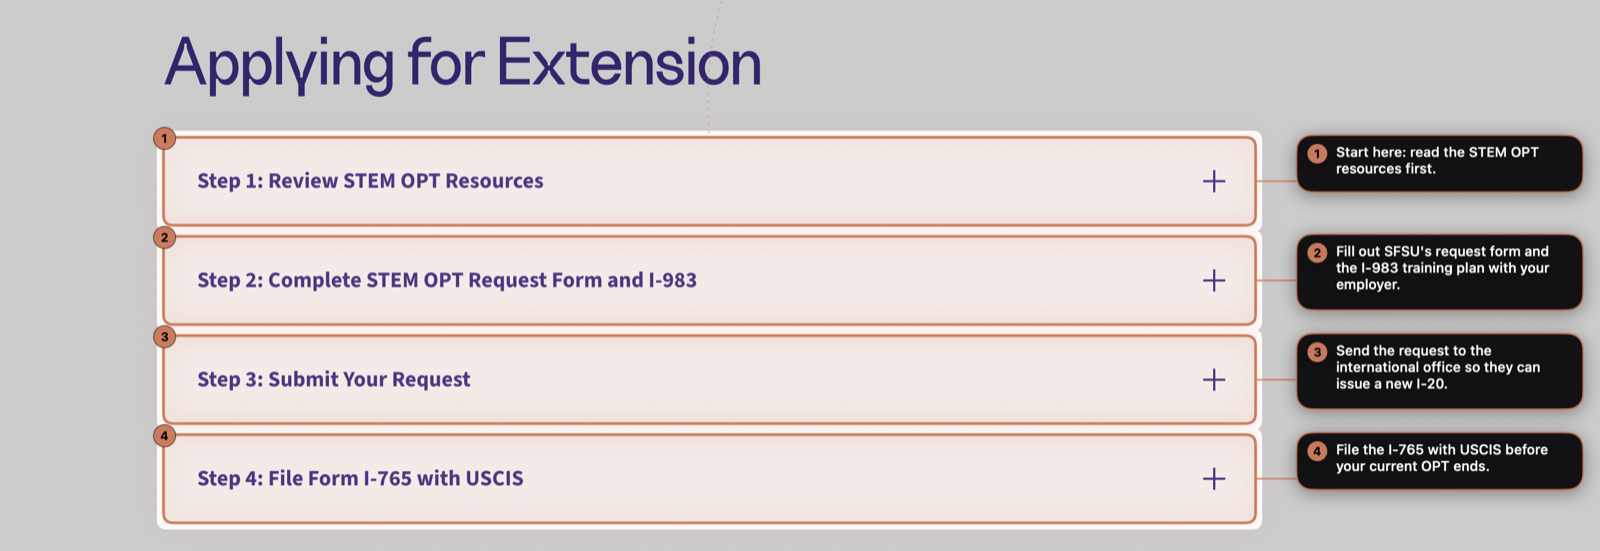 Applying for Extension
1
Step 1: Review STEM OPT Resources
1 Start here: read the STEM OPT
resources first.
2
Step 2: Complete STEM OPT Request Form and I-983
2 Fill out SFSU's request form and
the I-983 training plan with your
employer.
3
Step 3: Submit Your Request
3 Send the request to the
international office so they can
issue a new I-20.
4
Step 4: File Form I-765 with USCIS
4 File the I-765 with USCIS before
your current OPT ends.